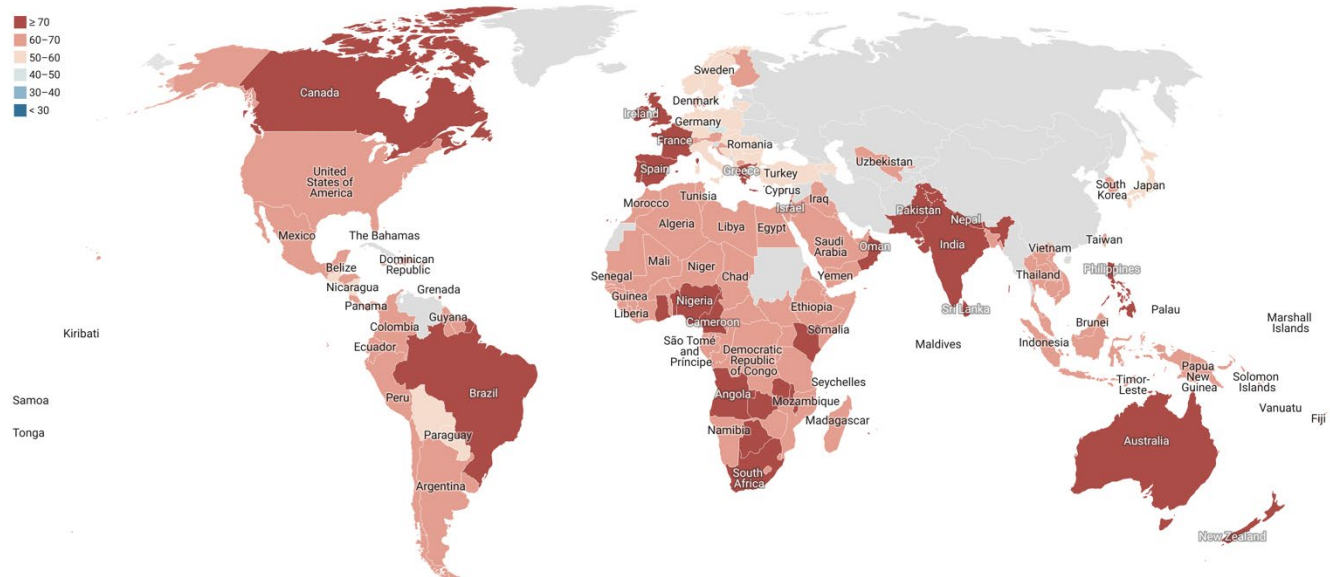 ≥ 70
60–70
50–60
40–50
30–40
< 30
Canada
Sweden
Denmark
Ireland
Germany
France
Romania
Spain
Greece
Turkey
Uzbekistan
South
Korea
Japan
United
States of
America
Cyprus
Tunisia
Israel
Iraq
Morocco
Pakistan
Nepal
Algeria
Libya
Egypt
Mexico
The Bahamas
Saudi
Arabia
Oman
India
Vietnam
Taiwan
Belize
Dominican
Republic
Mali
Niger
Chad
Senegal
Yemen
Thailand
Philippines
Nicaragua
Grenada
Guinea
Nigeria
Ethiopia
Panama
Guyana
Liberia
Sri Lanka
Palau
Colombia
Cameroon
Somalia
Brunei
Marshall
Islands
Kiribati
Ecuador
São Tomé
and
Príncipe
Democratic
Republic
of Congo
Maldives
Indonesia
Papua
New
Guinea
Solomon
Islands
Seychelles
Timor-
Leste
Peru
Brazil
Angola
Mozambique
Samoa
Vanuatu
Fiji
Madagascar
Tonga
Paraguay
Namibia
Australia
South
Africa
Argentina
New Zealand